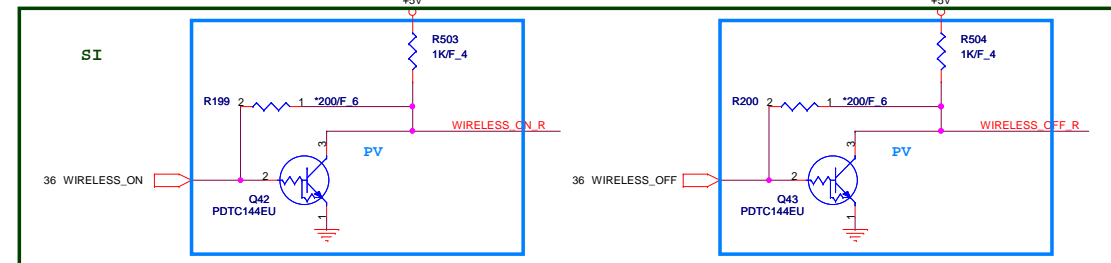 +5V
+5V
SI
R503
1K/F_4
R504
1K/F_4
R199
2
1
*200/F_6
R200
2
1
*200/F_6
WIRELESS_ON_R
WIRELESS_OFF_R
3
PV
3
PV
36 WIRELESS_ON
2
36 WIRELESS_OFF
2
Q42
PDTC144EU
1
Q43
PDTC144EU
1